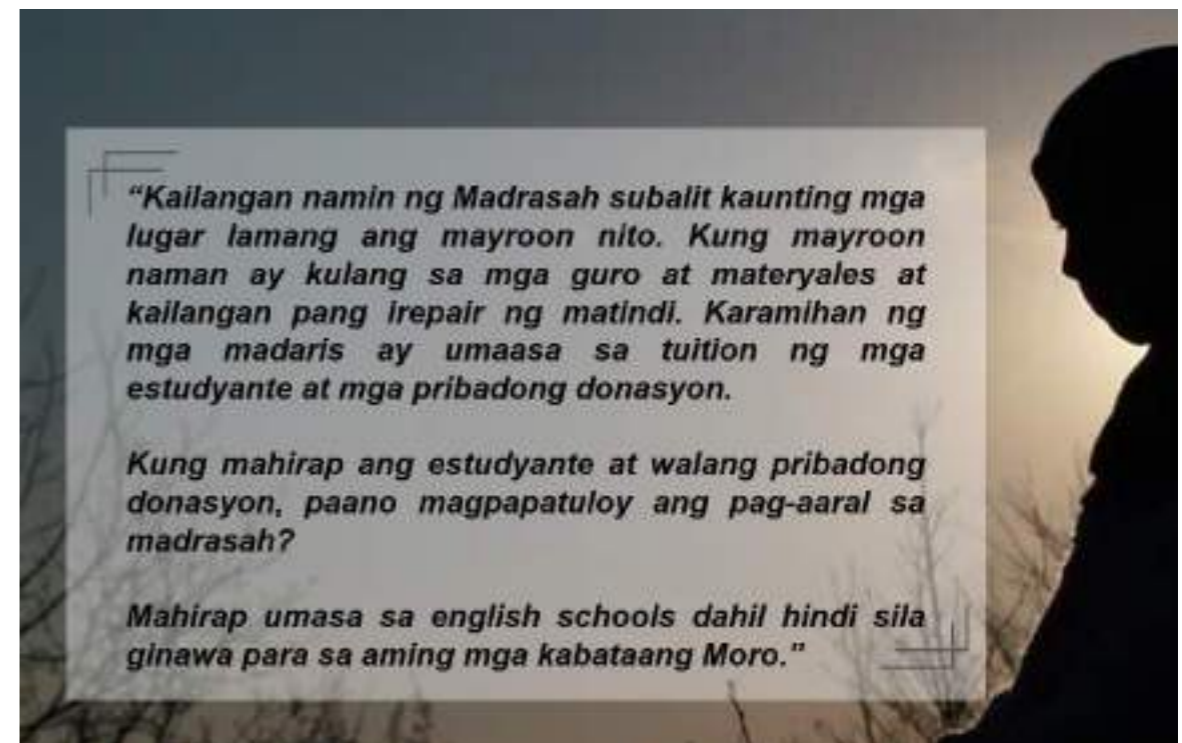 “Kailangan namin ng Madrasah subalit kaunting mga
lugar lamang ang mayroon nito. Kung mayroon
naman ay kulang sa mga guro at materyales at
kailangan pang irepair ng matindi. Karamihan ng
mga madaris ay umaasa sa tuition ng mga
estudyante at mga pribadong donasyon.
Kung mahirap ang estudyante at walang pribadong
donasyon, paano magpapatuloy ang pag-aaral sa
madrasah?
Mahirap umasa sa english schools dahil hindi sila
ginawa para sa aming mga kabataang Moro.”